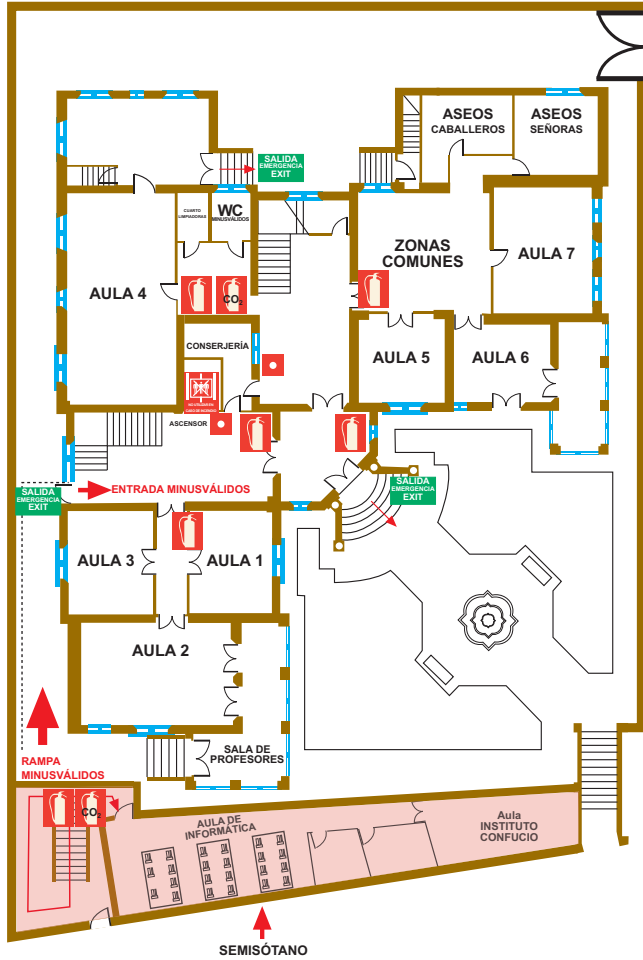 ASEOS
CABALLEROS
ASEOS
SEÑORAS
SALIDA
EMERGENCIA
EXIT
CUARTO
LIMPIADORAS
WC
MINUSVÁLIDOS
ZONAS
COMUNES
AULA 7
AULA 4
CO2
CONSERJERÍA
AULA 5
AULA 6
ASCENSOR
SALIDA
EMERGENCIA
EXIT
ENTRADA MINUSVÁLIDOS
SALIDA
EMERGENCIA
EXIT
AULA 3
AULA 1
AULA 2
SALA DE
PROFESORES
RAMPA
MINUSVÁLIDOS
CO2
AULA DE
INFORMÁTICA
Aula
INSTITUTO
CONFUCIO
SEMISÓTANO